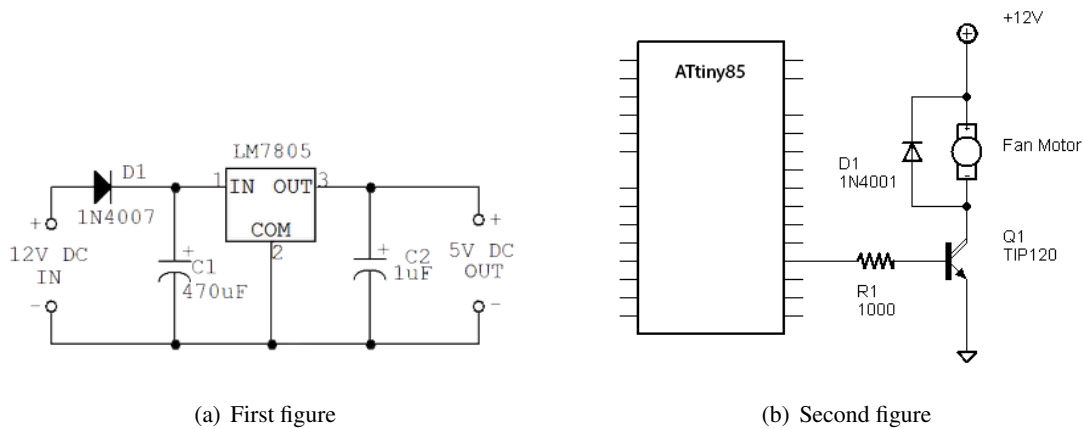 LM7805
D1
1N4007
1 IN OUT 3
COM
2
+
12V DC
IN
-
+
C1
470uF
+
C2
1uF
+
5V DC
OUT
-
(a) First figure
+12V
ATtiny85
+
Fan Motor
-
D1
1N4001
Q1
TIP120
R1
1000
(b) Second figure